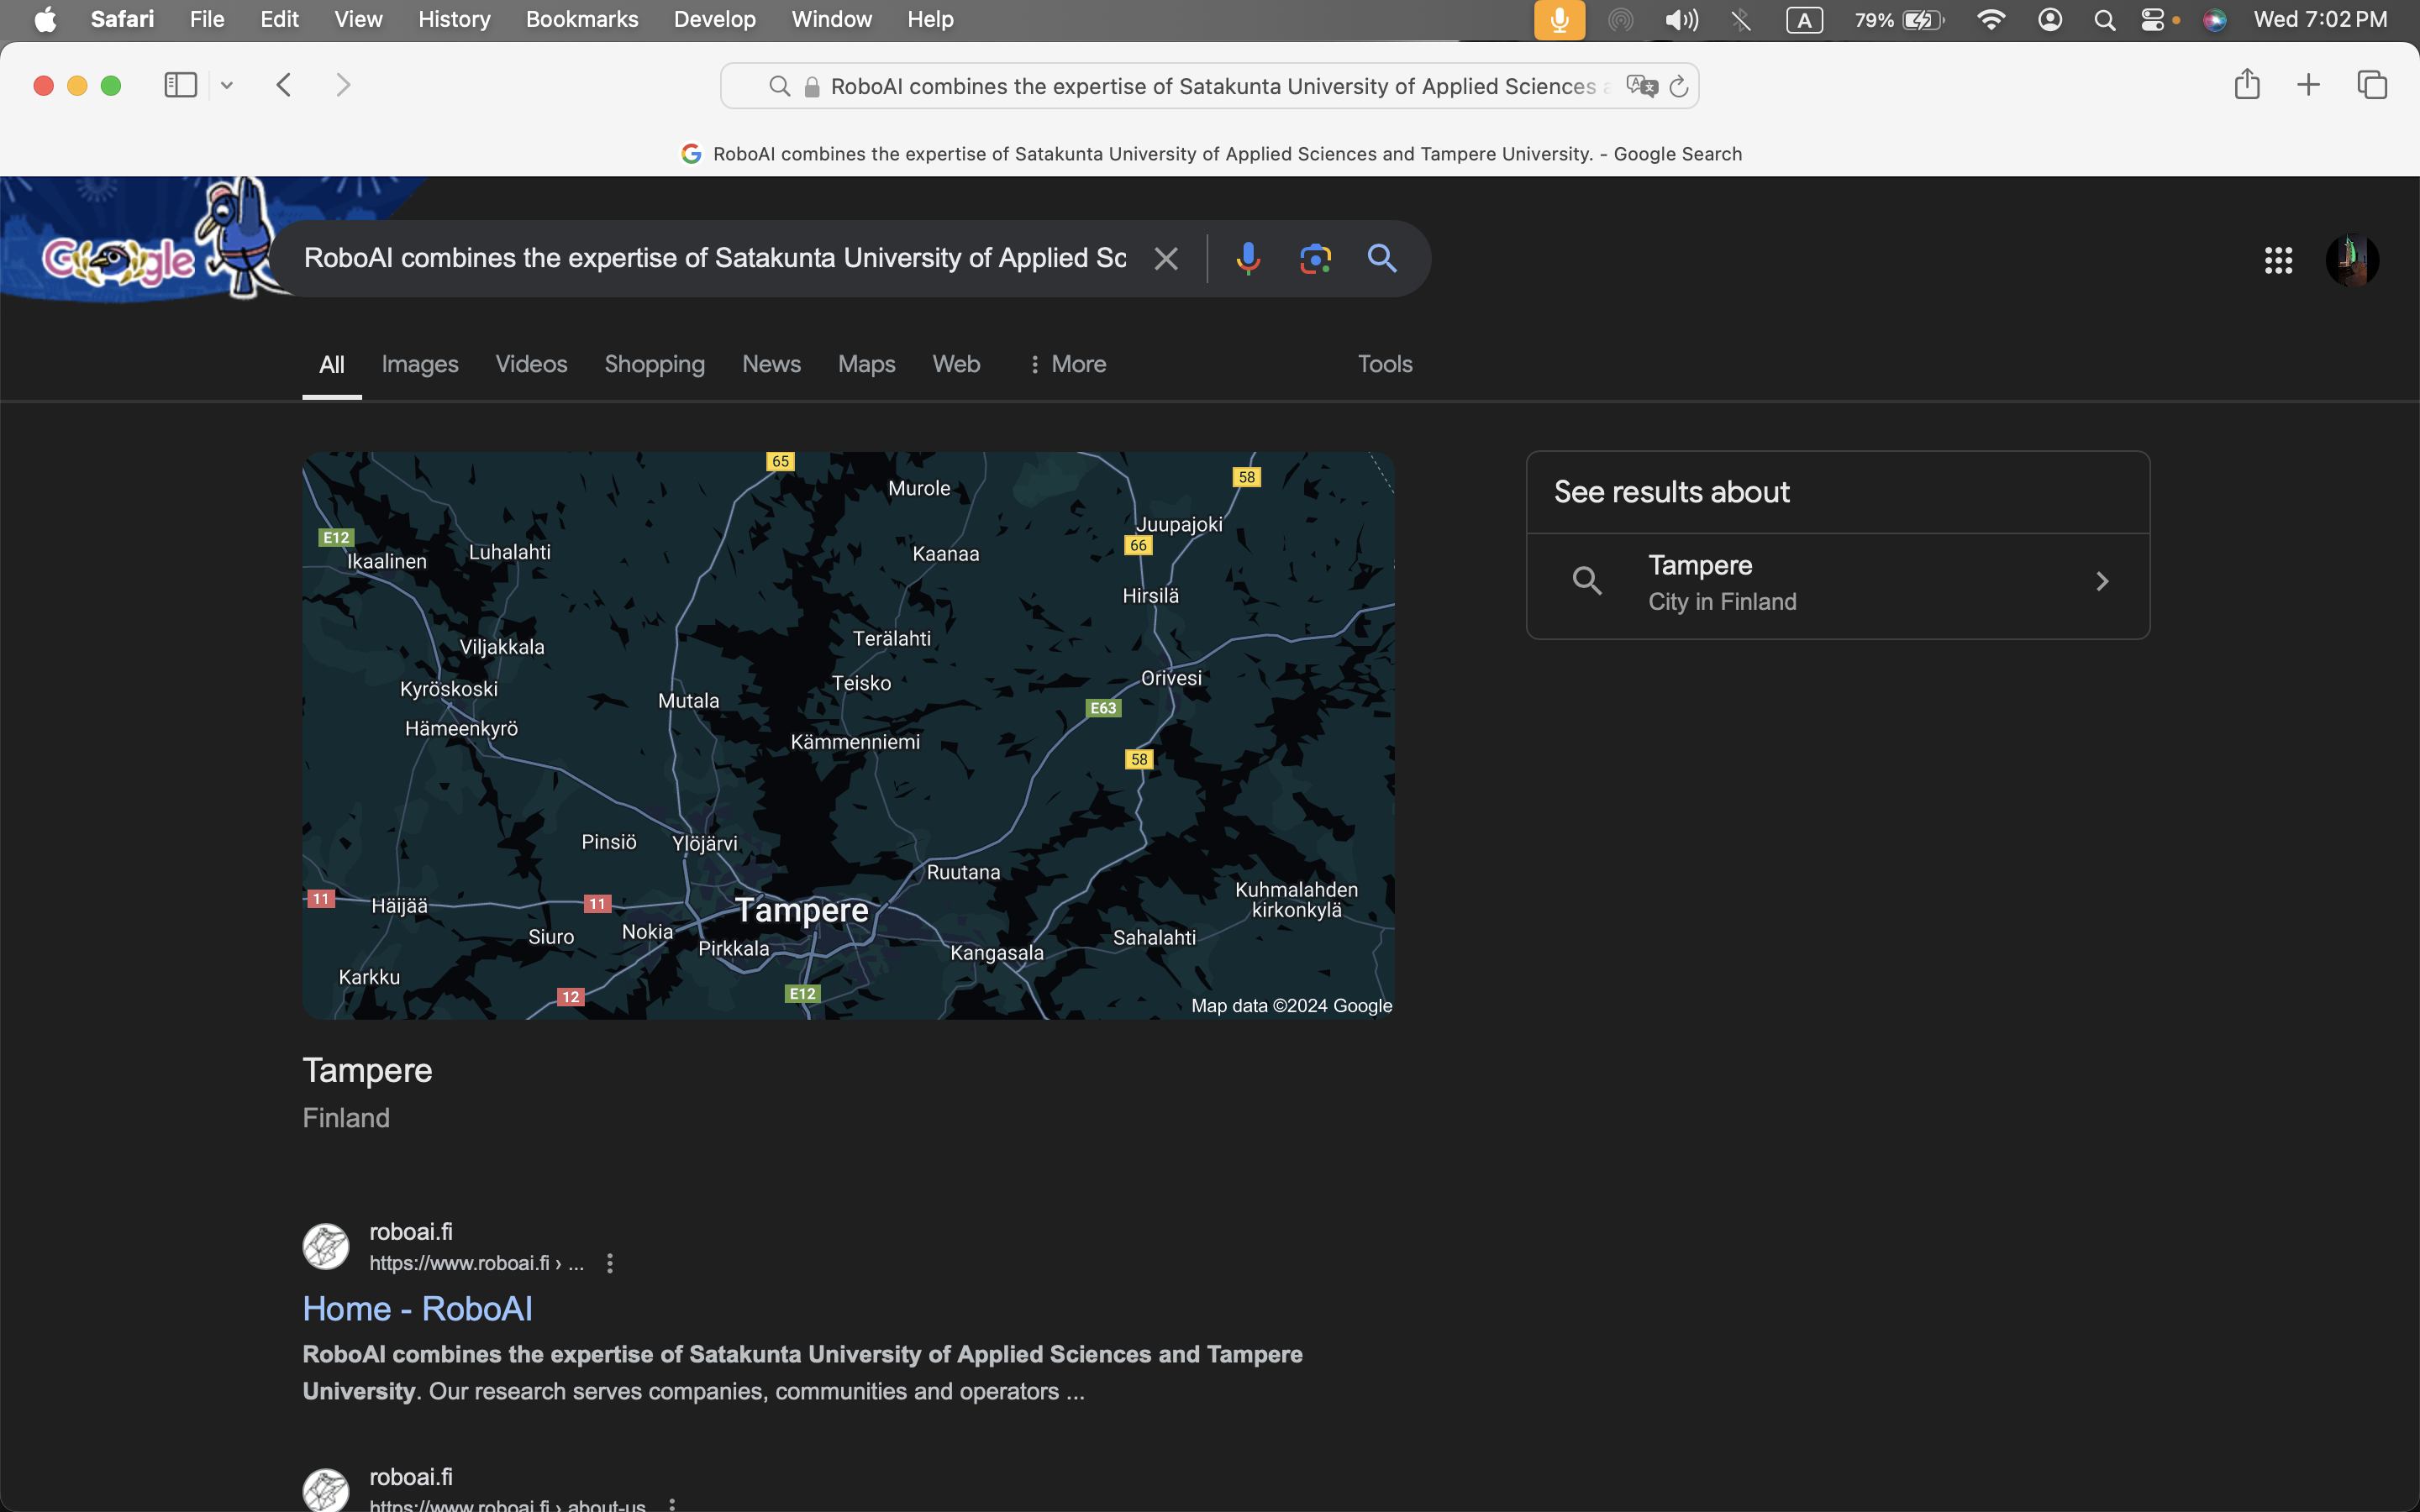 Safari File Edit View History Bookmarks Develop Window Help A 79% Wed 7:02 PM
RoboAI combines the expertise of Satakunta University of Applied Sciences
RoboAI combines the expertise of Satakunta University of Applied Sciences and Tampere University. - Google Search
Google
RoboAI combines the expertise of Satakunta University of Applied Sc
All Images Videos Shopping News Maps Web More Tools
65
58
Murole
Juupajoki
E12
66
Ikaalinen
Luhalahti
Kaanaa
Hirsilä
Terälahti
Viljakkala
Teisko
Orivesi
Kyröskoski
Mutala
E63
Hämeenkyrö
Kämmenniemi
58
Pinsiö
Ylöjärvi
Ruutana
Kuhmalahden
kirkonkylä
11
Häijää
11
Tampere
Siuro
Nokia
Pirkkala
Kangasala
Sahalahti
Karkku
12
E12
Map data ©2024 Google
See results about
Tampere
City in Finland
Tampere
Finland
roboai.fi
https://www.roboai.fi › ...
Home - RoboAI
RoboAI combines the expertise of Satakunta University of Applied Sciences and Tampere
University. Our research serves companies, communities and operators ...
roboai.fi
https://www.roboai.fi › about-us